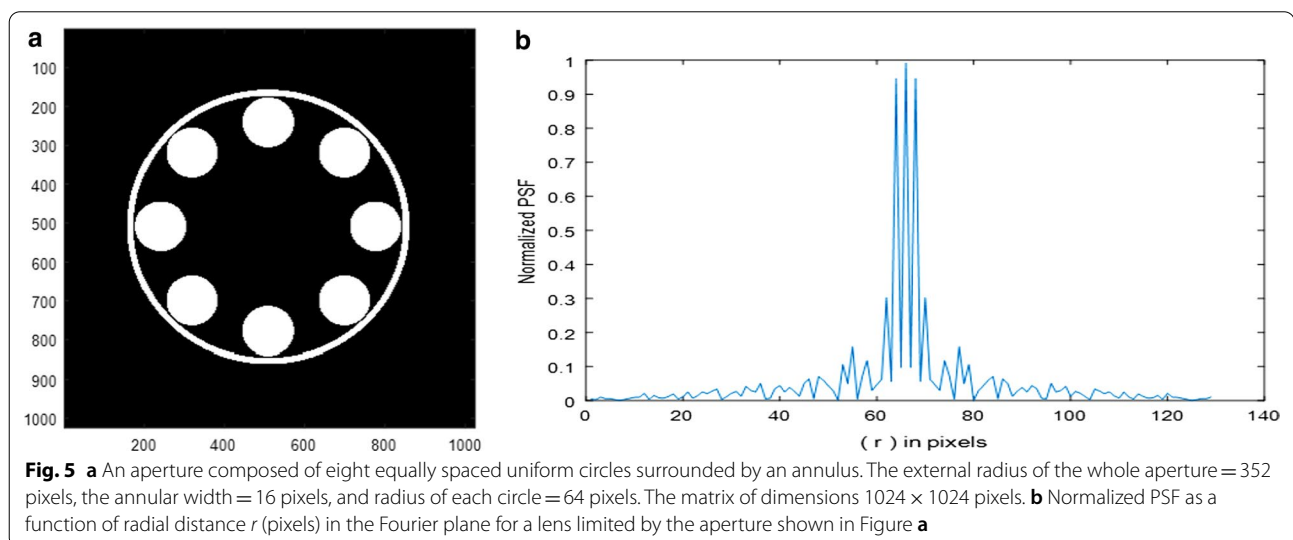 a
100
200
300
400
500
600
700
800
900
1000
200 400 600 800 1000
b
1
0.9
0.8
0.7
0.6
0.5
0.4
0.3
0.2
0.1
0
Normalized PSF
0 20 40 60 80 100 120 140
( r ) in pixels
Fig. 5 a An aperture composed of eight equally spaced uniform circles surrounded by an annulus. The external radius of the whole aperture = 352
pixels, the annular width = 16 pixels, and radius of each circle = 64 pixels. The matrix of dimensions 1024 × 1024 pixels. b Normalized PSF as a
function of radial distance r (pixels) in the Fourier plane for a lens limited by the aperture shown in Figure a